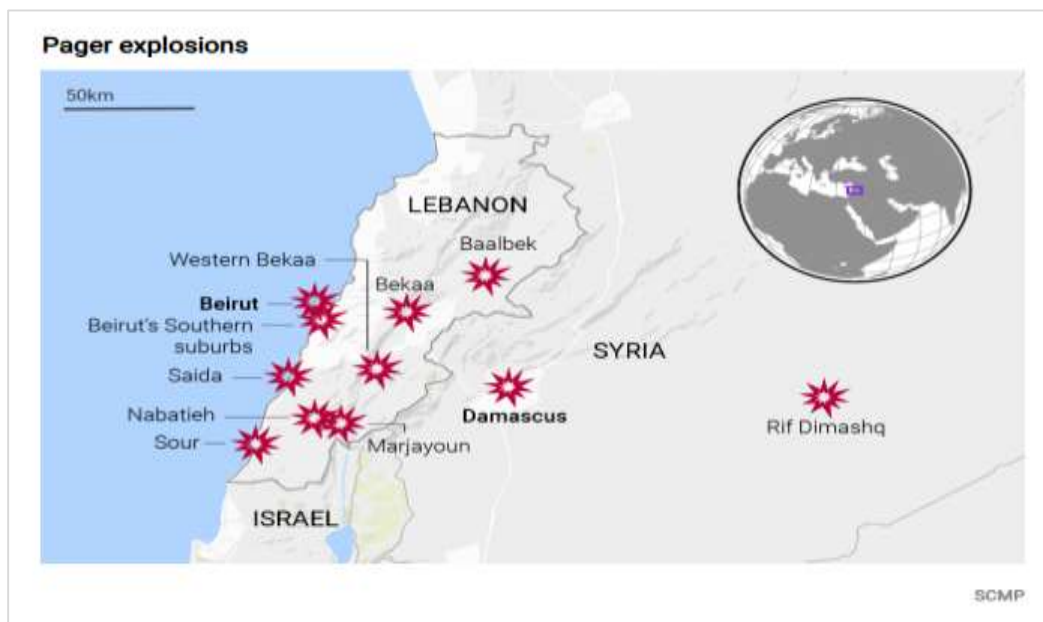 Pager explosions
50km
LEBANON
Baalbek
Western Bekaa
Bekaa
Beirut
Beirut's Southern
suburbs
SYRIA
Saida
Damascus
Nabatieh
Rif Dimashq
Sour
Marjayoun
ISRAEL
SCMP